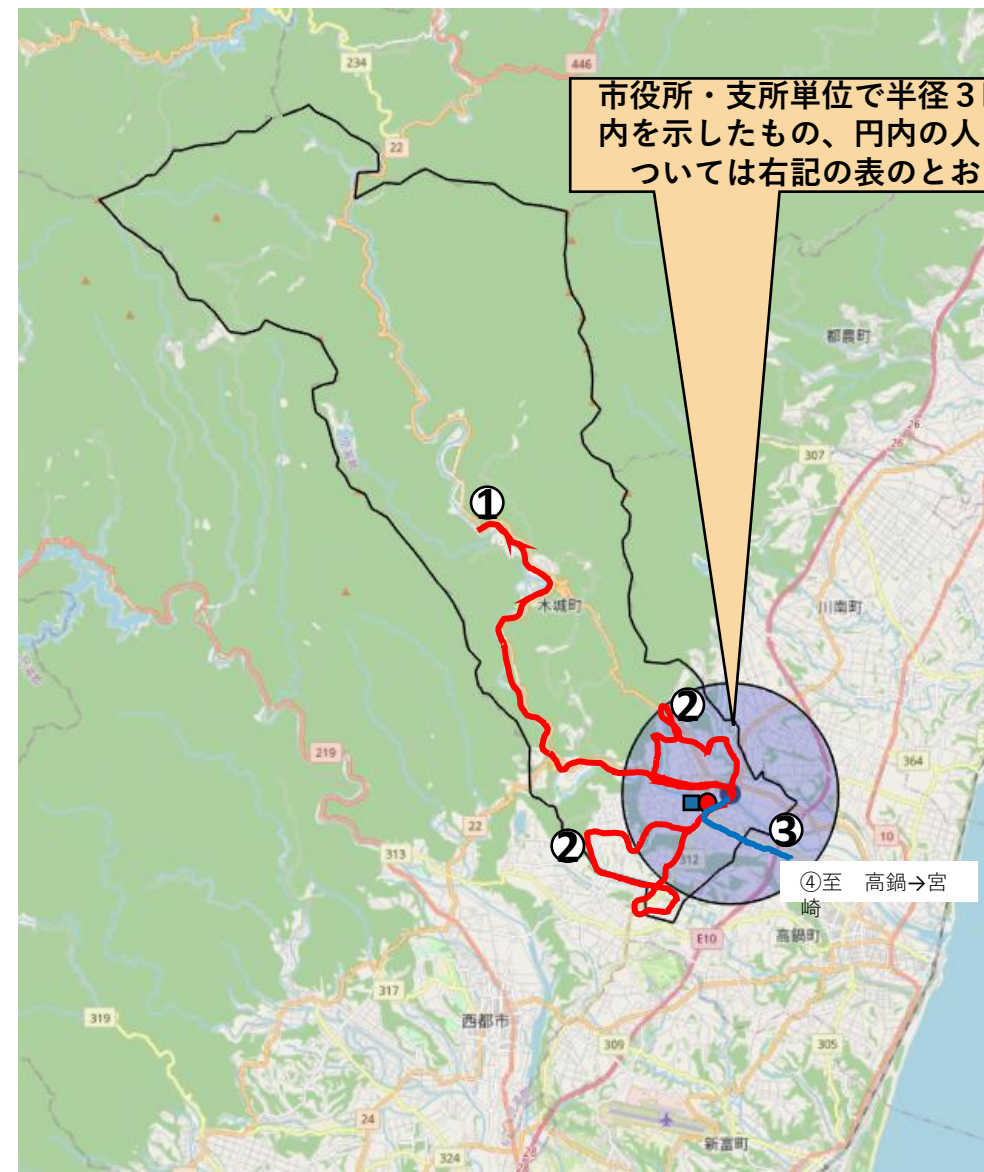 234
446
市役所・支所単位で半径３
内を示したもの、円内の人
ついては右記の表のとお
22
都農町
26
26
307
①
木城町
川南町
②
219
364
22
10
②
③
313
312
④至　高鍋→宮
崎
E10
高鍋町
317
319
西都市
309
305
24
新富町
324
28
28